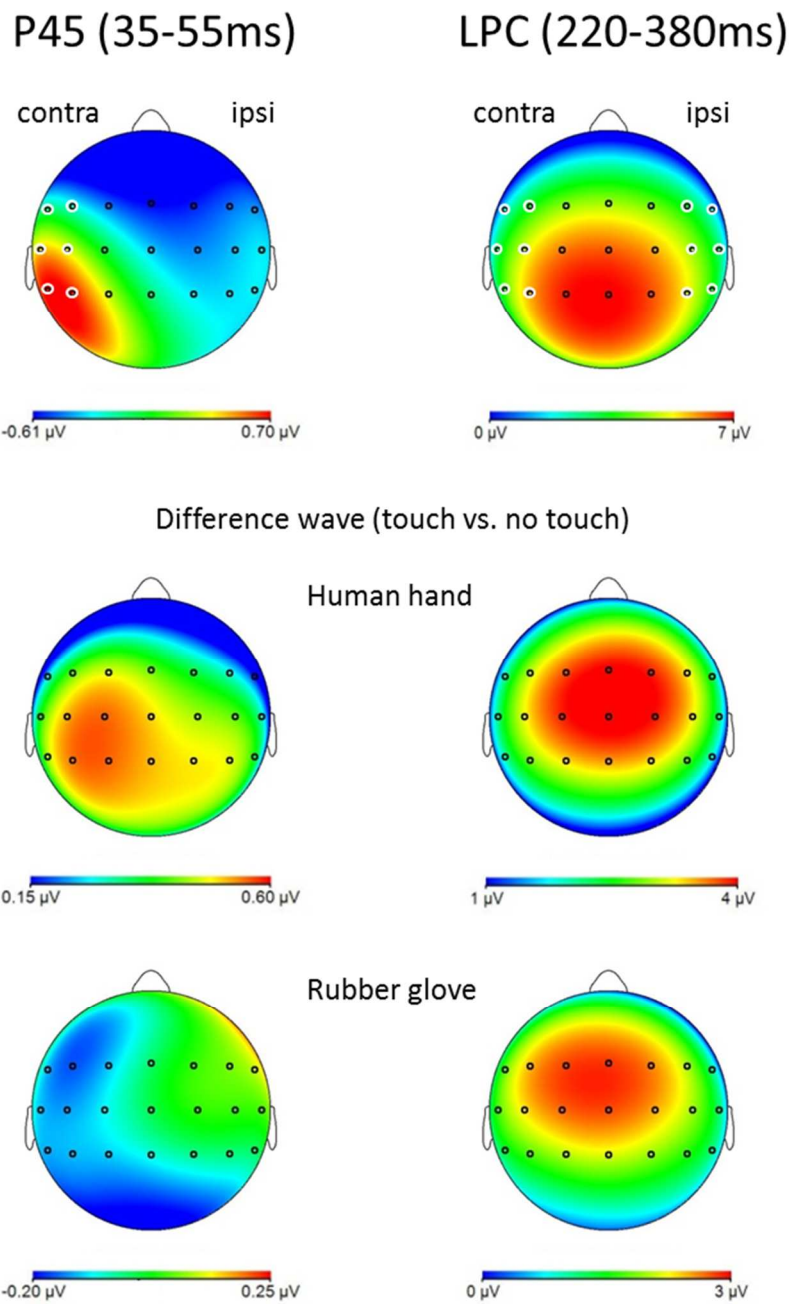 P45 (35-55ms) LPC (220-380ms)
contra ipsi contra ipsi
-0.61 µV 0.70 µV 0 µV 7 µV
Difference wave (touch vs. no touch)
Human hand
0.15 µV 0.60 µV 1 µV 4 µV
Rubber glove
-0.20 µV 0.25 µV 0 µV 3 µV